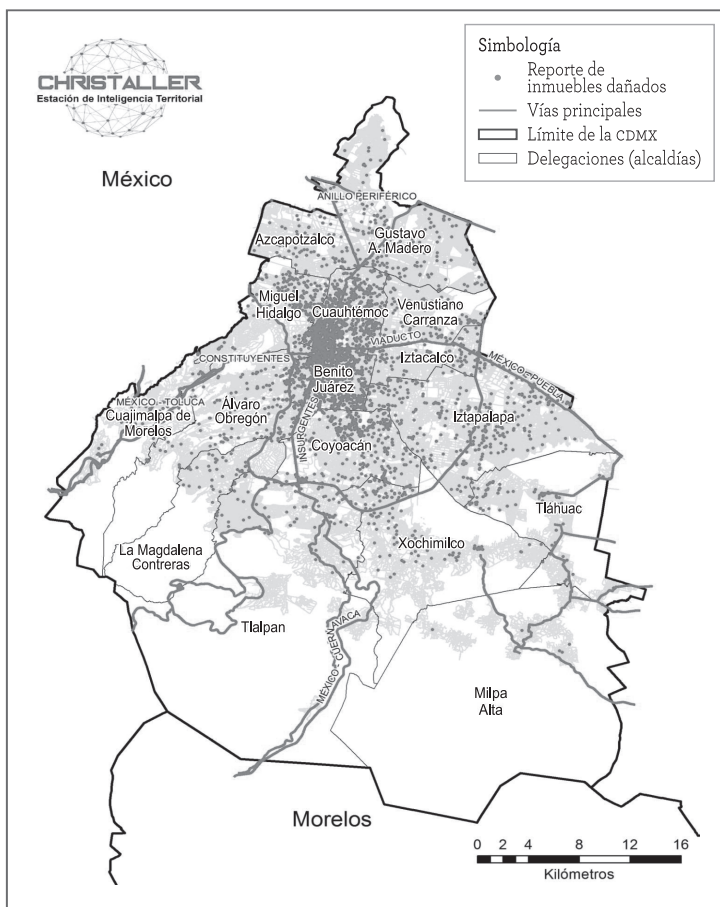 CHRISTALLER
Estación de Inteligencia Territorial
México
Simbología
Reporte de
inmuebles dañados
Vías principales
Límite de la CDMX
Delegaciones (alcaldías)
ANILLO PERIFÉRICO
Azcapotzalco
Gustavo
A. Madero
Miguel
Hidalgo
Cuauhtémoc
Venustiano
Carranza
VIADUCTO
CONSTITUYENTES
Iztacalco
MÉXICO - PUEBLA
Benito
Juárez
MÉXICO - TOLUCA
Cuajimalpa de
Morelos
Álvaro
Obregón
INSURGENTES
Iztapalapa
Coyoacán
Tláhuac
La Magdalena
Contreras
Xochimilco
Tlalpan
MÉXICO - CUERNAVACA
Milpa
Alta
Morelos
0 2 4 8 12 16
Kilómetros